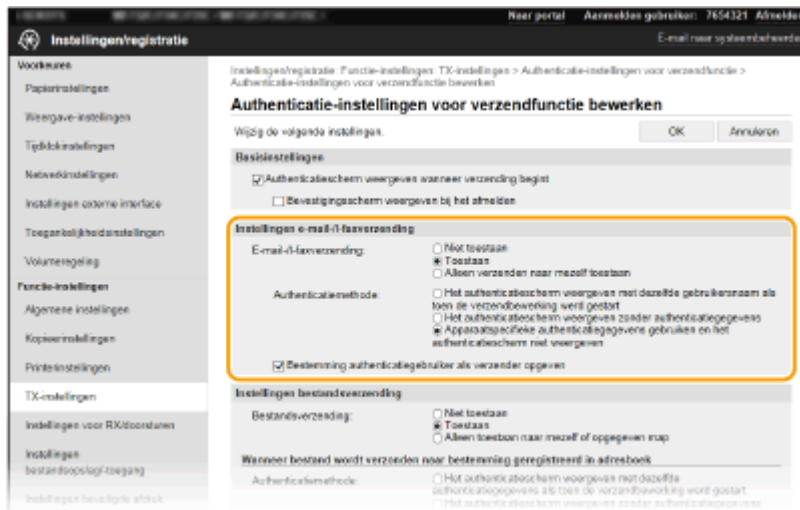 Naar portal Aanmelden gebruiker: 7654321 Afmelden
Instellingen/registratie
E-mail naar systeembeheerder
Voorkeuren
Papierinstellingen
Weergave-instellingen
Tijdklokinstellingen
Netwerkinstellingen
Instellingen externe interface
Toegankelijkheidsinstellingen
Volumeregeling
Functie-instellingen
Algemene instellingen
Kopieerinstellingen
Printerinstellingen
TX-instellingen
Instellingen voor RX/doorsturen
Instellingen
bestandsopslag/-toegang
Instellingen beveiligde afdruk
Instellingen/registratie: Functie-instellingen: TX-instellingen > Authenticatie-instellingen voor verzendfunctie >
Authenticatie-instellingen voor verzendfunctie bewerken
Authenticatie-instellingen voor verzendfunctie bewerken
Wijzig de volgende instellingen.
OK Annuleren
Basisinstellingen
Authenticatiescherm weergeven wanneer verzending begint
Bevestigingsscherm weergeven bij het afmelden
Instellingen e-mail-/I-faxverzending
E-mail-/I-faxverzending:
Niet toestaan
Toestaan
Alleen verzenden naar mezelf toestaan
Authenticatiemethode:
Het authenticatiescherm weergeven met dezelfde gebruikersnaam als
toen de verzendbewerking werd gestart
Het authenticatiescherm weergeven zonder authenticatiegegevens
Apparaatspecifieke authenticatiegegevens gebruiken en het
authenticatiescherm niet weergeven
Bestemming authenticatiegebruiker als verzender opgeven
Instellingen bestandsverzending
Bestandsverzending:
Niet toestaan
Toestaan
Alleen toestaan naar mezelf of opgegeven map
Wanneer bestand wordt verzonden naar bestemming geregistreerd in adresboek
Authenticatiemethode:
Het authenticatiescherm weergeven met dezelfde
authenticatiegegevens als toen de verzendbewerking werd gestart
Het authenticatiescherm weergeven zonder authenticatiegegevens